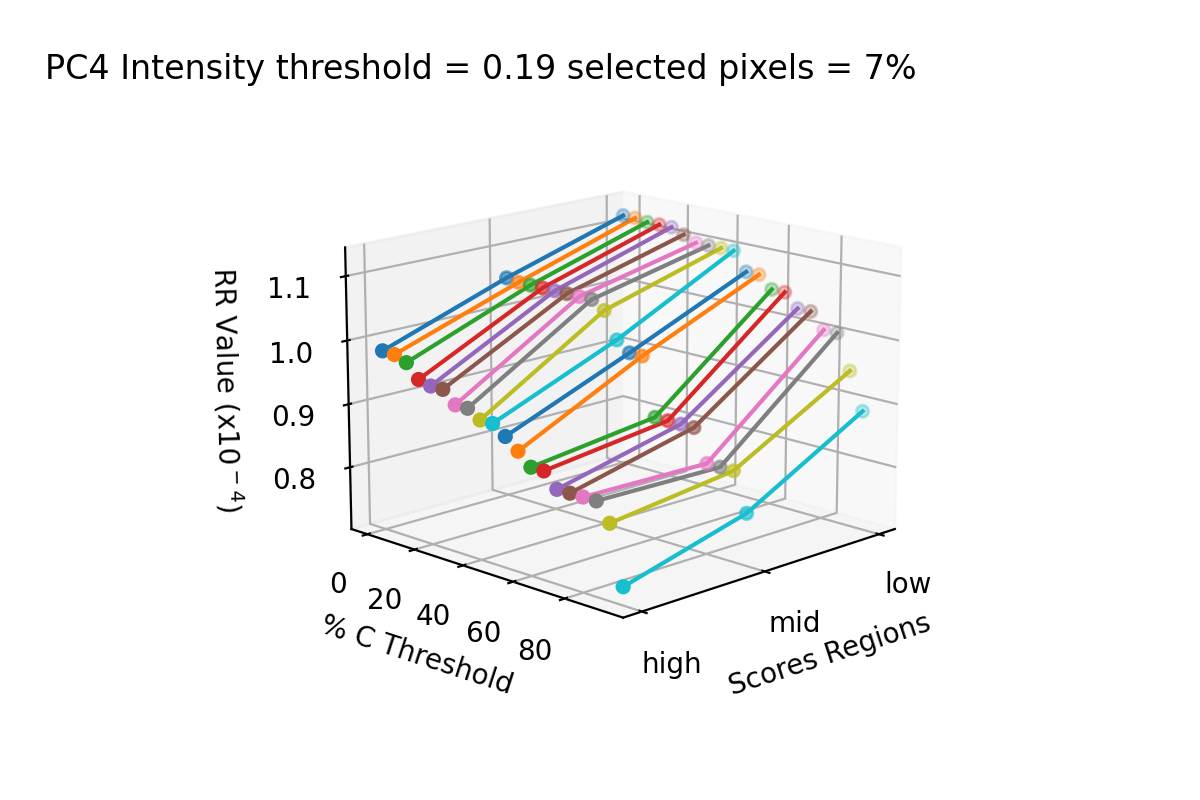 PC4 Intensity threshold = 0.19 selected pixels = 7%
RR Value (x10⁻⁴)
1.1
1.0
0.9
0.8
0
20
40
60
80
% C Threshold
high
mid
low
Scores Regions